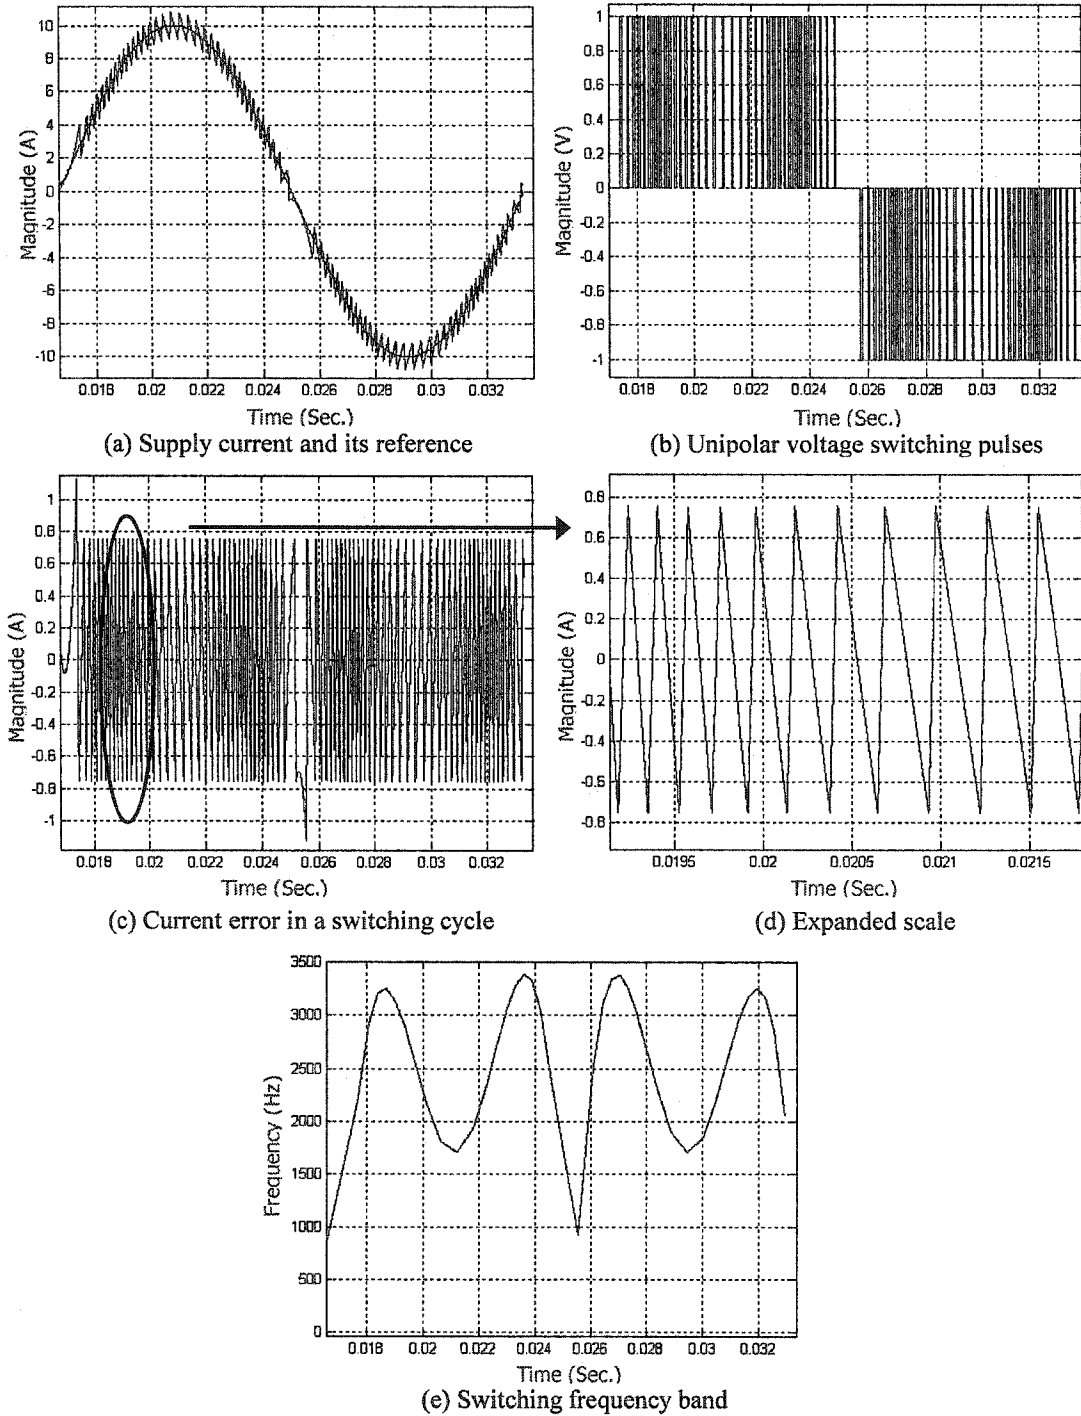 10
8
6
4
2
0
-2
-4
-6
-8
-10
Magnitude (A)
0.018 0.02 0.022 0.024 0.026 0.028 0.03 0.032
Time (Sec.)
(a) Supply current and its reference
1
0.8
0.6
0.4
0.2
0
-0.2
-0.4
-0.6
-0.8
-1
Magnitude (V)
0.018 0.02 0.022 0.024 0.026 0.028 0.03 0.032
Time (Sec.)
(b) Unipolar voltage switching pulses
1
0.8
0.6
0.4
0.2
0
-0.2
-0.4
-0.6
-0.8
-1
Magnitude (A)
0.018 0.02 0.022 0.024 0.026 0.028 0.03 0.032
Time (Sec.)
(c) Current error in a switching cycle
0.8
0.6
0.4
0.2
0
-0.2
-0.4
-0.6
-0.8
Magnitude (A)
0.0195 0.02 0.0205 0.021 0.0215
Time (Sec.)
(d) Expanded scale
3500
3000
2500
2000
1500
1000
500
0
Frequency (Hz)
0.018 0.02 0.022 0.024 0.026 0.028 0.03 0.032
Time (Sec.)
(e) Switching frequency band